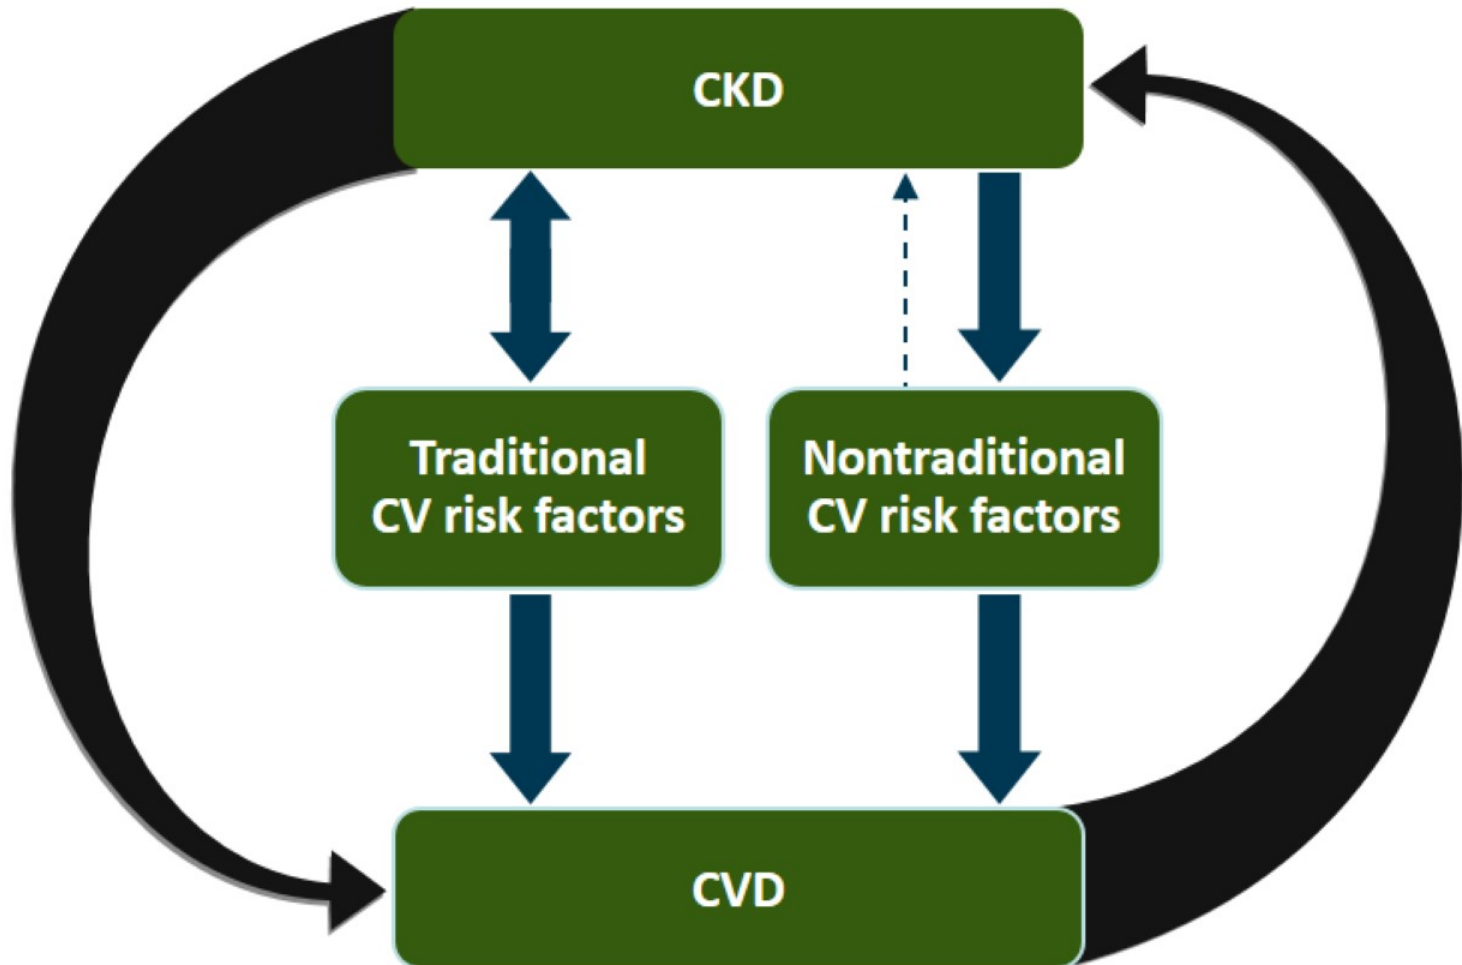 CKD
Traditional
CV risk factors
Nontraditional
CV risk factors
CVD